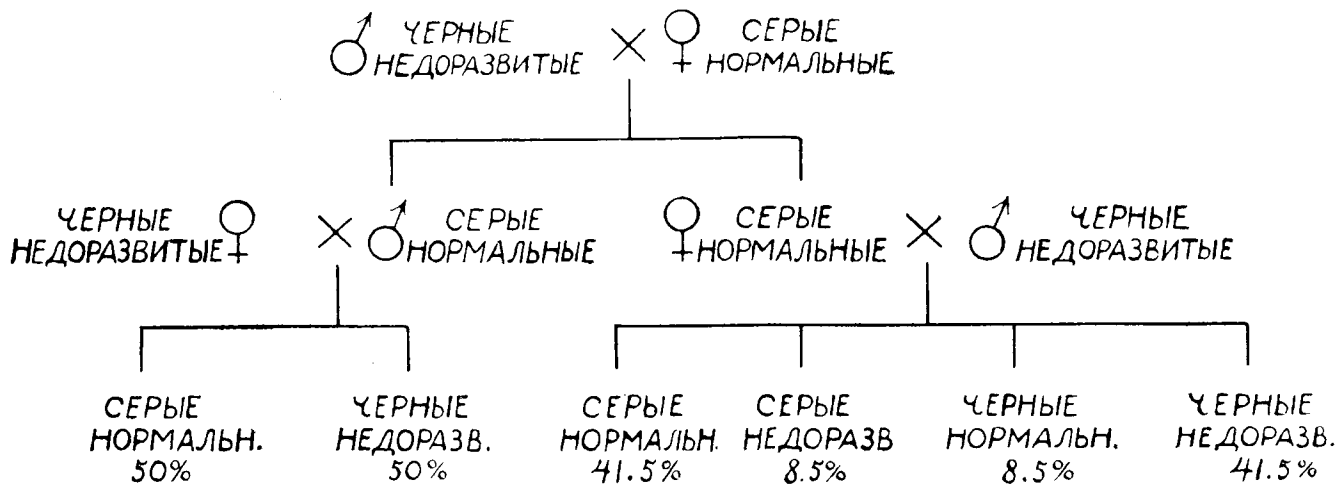 ЧЕРНЫЕ
НЕДОРАЗВИТЫЕ
СЕРЫЕ
НОРМАЛЬНЫЕ
ЧЕРНЫЕ
НЕДОРАЗВИТЫЕ
СЕРЫЕ
НОРМАЛЬНЫЕ
СЕРЫЕ
НОРМАЛЬНЫЕ
ЧЕРНЫЕ
НЕДОРАЗВИТЫЕ
СЕРЫЕ
НОРМАЛЬН.
50%
ЧЕРНЫЕ
НЕДОРАЗВ.
50%
СЕРЫЕ
НОРМАЛЬН.
41.5%
СЕРЫЕ
НЕДОРАЗВ
8.5%
ЧЕРНЫЕ
НОРМАЛЬН.
8.5%
ЧЕРНЫЕ
НЕДОРАЗВ.
41.5%